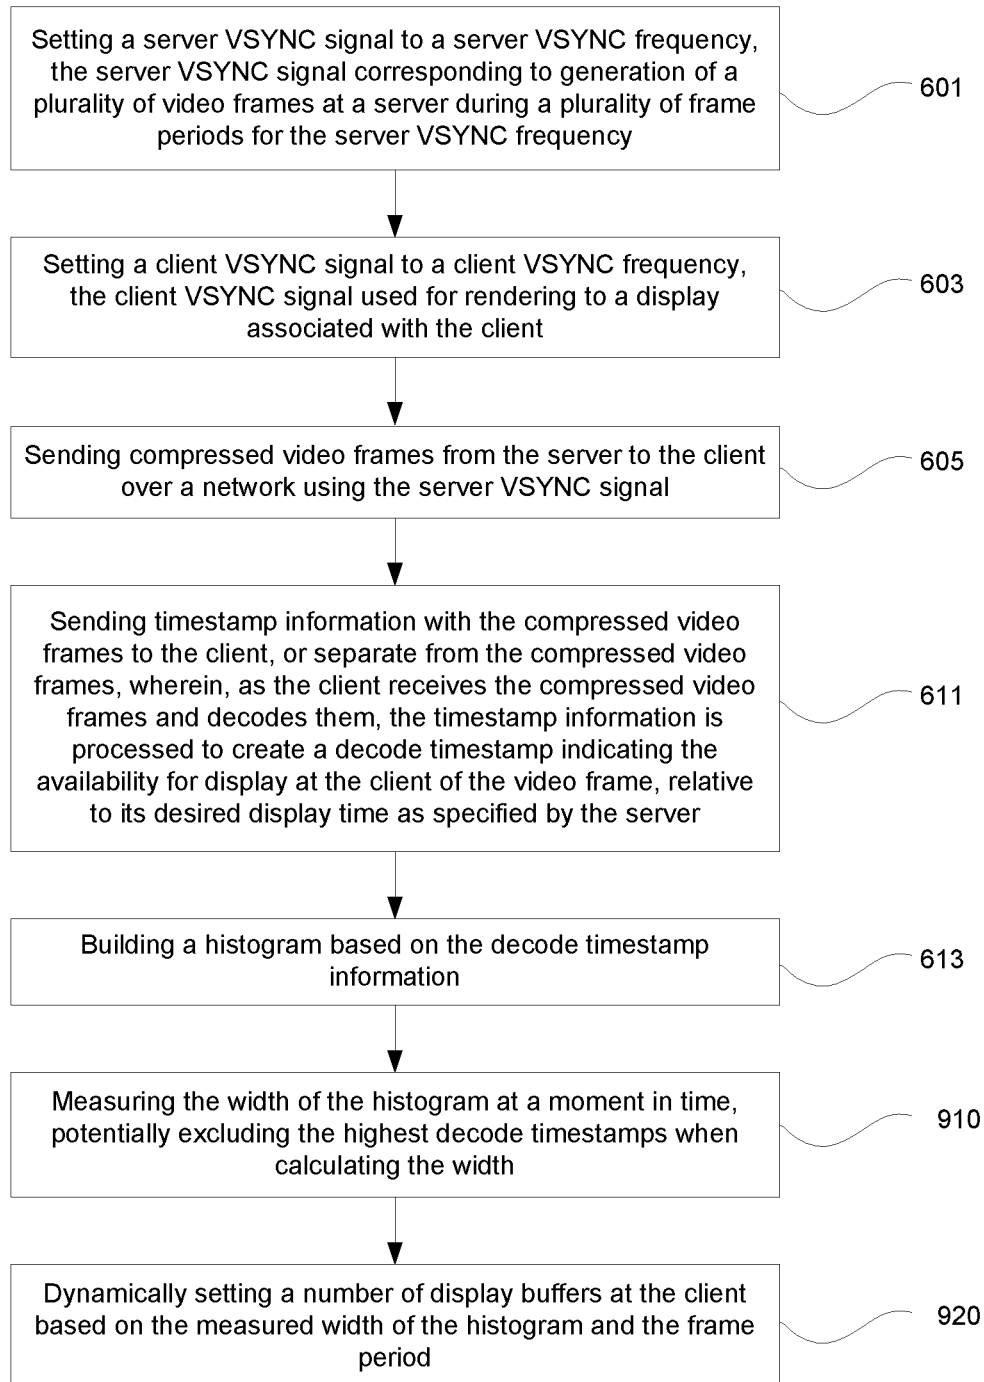 Setting a server VSYNC signal to a server VSYNC frequency,
the server VSYNC signal corresponding to generation of a
plurality of video frames at a server during a plurality of frame
periods for the server VSYNC frequency
601
Setting a client VSYNC signal to a client VSYNC frequency,
the client VSYNC signal used for rendering to a display
associated with the client
603
Sending compressed video frames from the server to the client
over a network using the server VSYNC signal
605
Sending timestamp information with the compressed video
frames to the client, or separate from the compressed video
frames, wherein, as the client receives the compressed video
frames and decodes them, the timestamp information is
processed to create a decode timestamp indicating the
availability for display at the client of the video frame, relative
to its desired display time as specified by the server
611
Building a histogram based on the decode timestamp
information
613
Measuring the width of the histogram at a moment in time,
potentially excluding the highest decode timestamps when
calculating the width
910
Dynamically setting a number of display buffers at the client
based on the measured width of the histogram and the frame
period
920